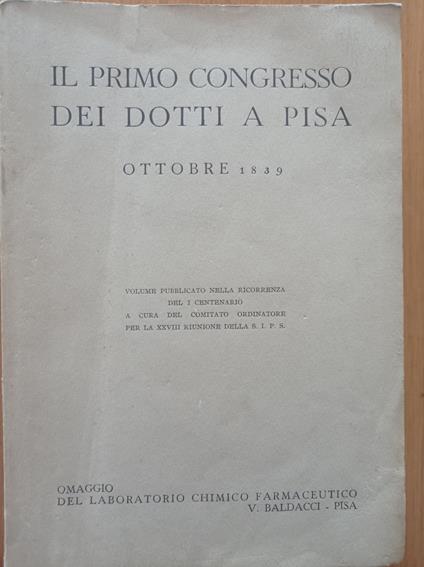 IL PRIMO CONGRESSO
DEI DOTTI A PISA
OTTOBRE 1839
VOLUME PUBBLICATO NELLA RICORRENZA
DEL I CENTENARIO
A CURA DEL COMITATO ORDINATORE
PER LA XXVIII RIUNIONE DELLA S. I. P. S.
OMAGGIO
DEL LABORATORIO CHIMICO FARMACEUTICO
V. BALDACCI - PISA